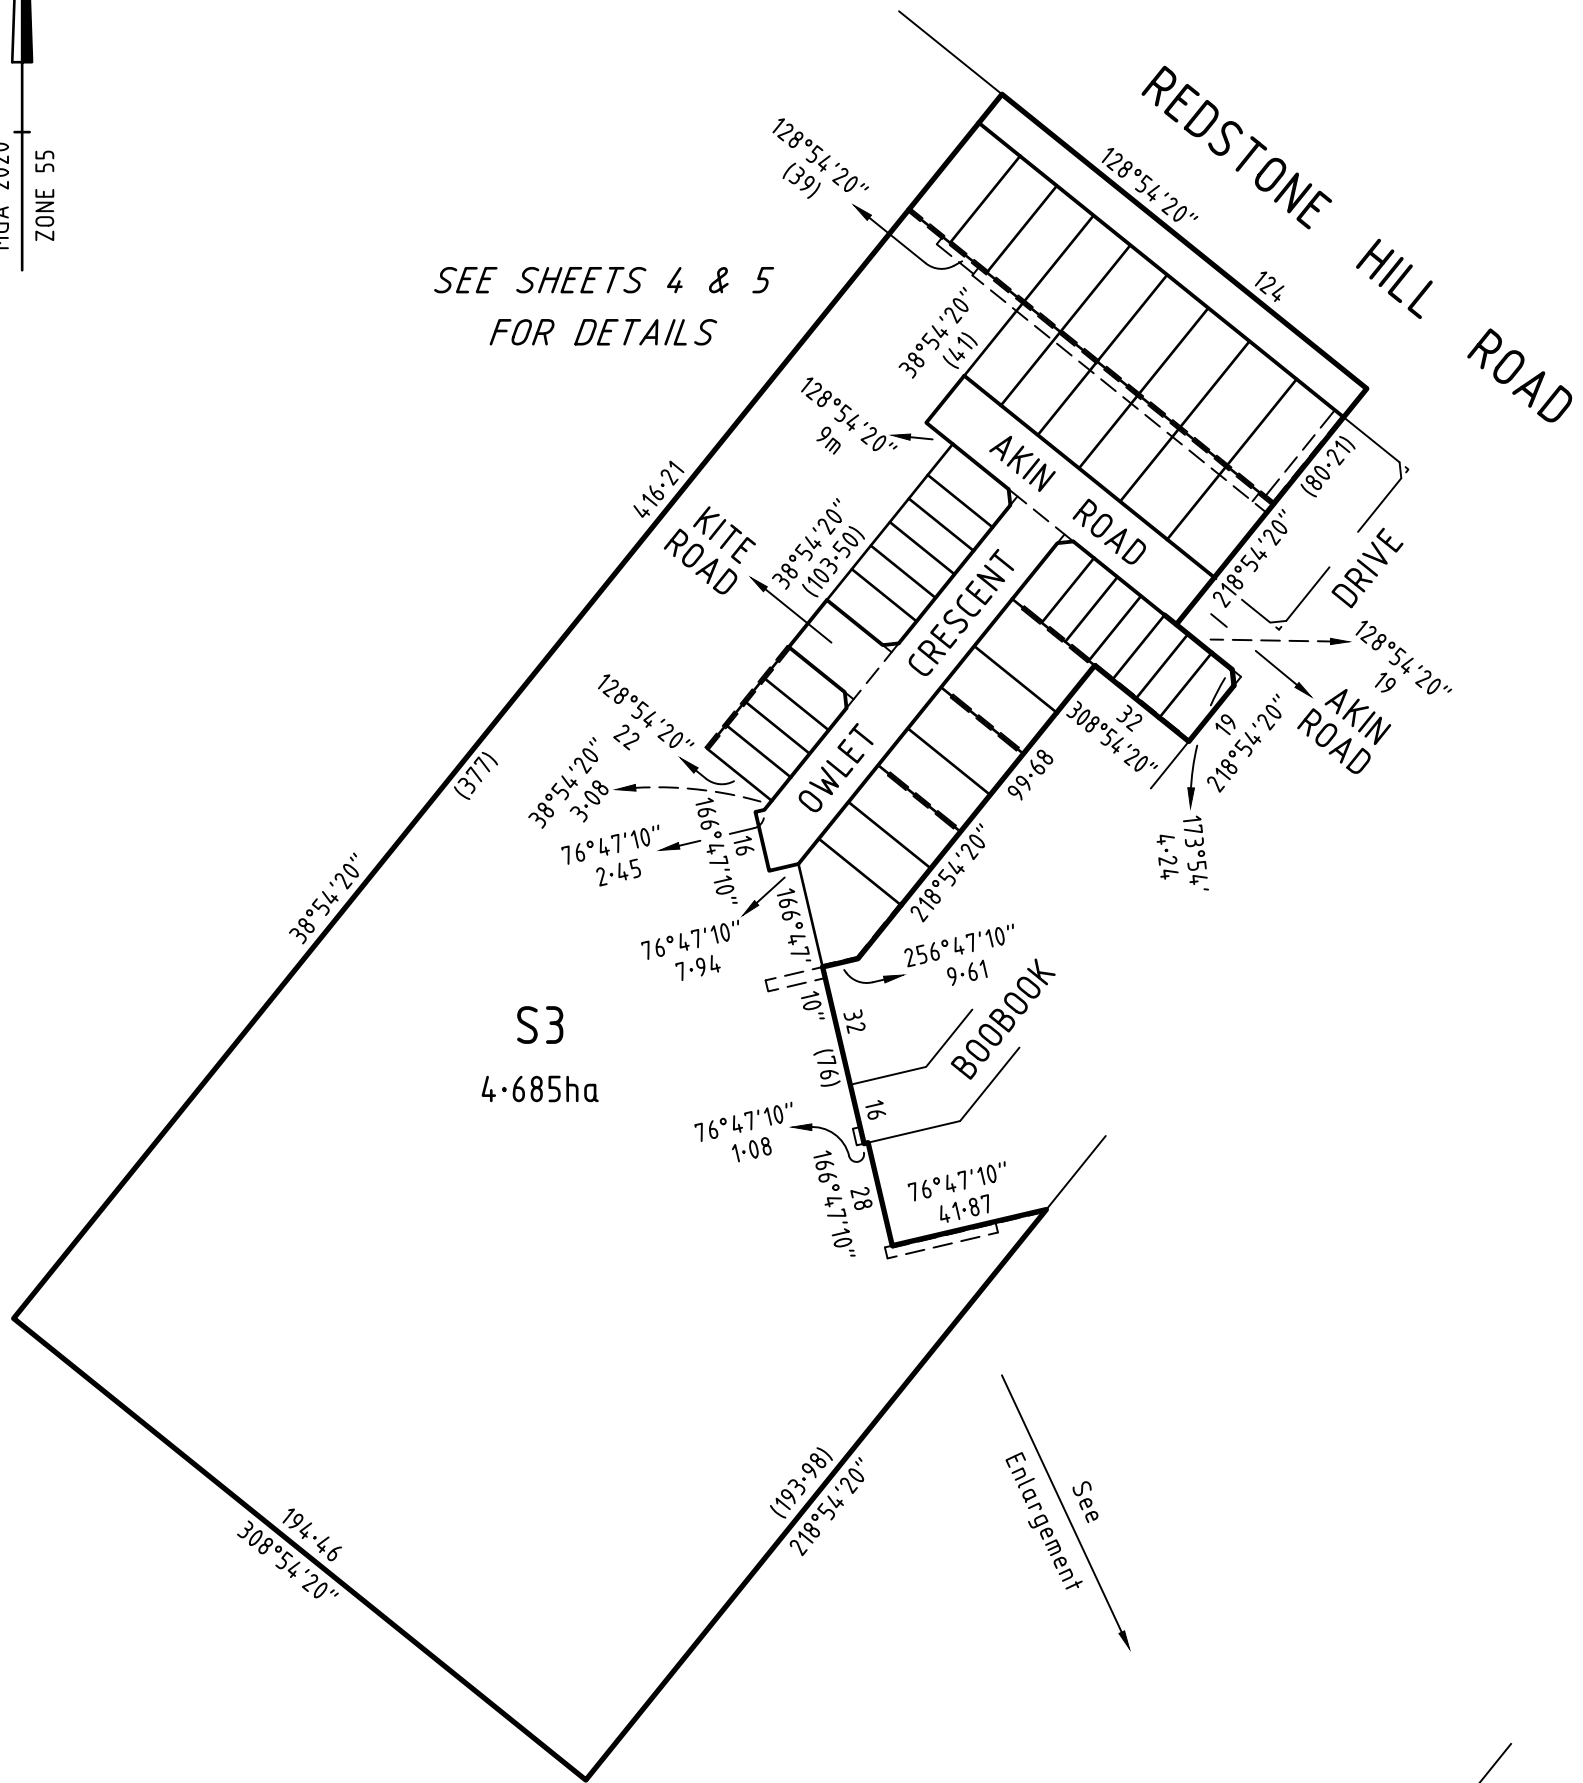 MGA 2020
ZONE 55
REDSTONE HILL ROAD
128°54'20"
124
128°54'20"
(39)
SEE SHEETS 4 & 5
FOR DETAILS
38°54'20"
(41)
128°54'20"
9m
AKIN ROAD
(80·21)
218°54'20"
DRIVE
416·21
KITE
ROAD
38°54'20"
(103·50)
OWLET CRESCENT
128°54'20"
19
AKIN
ROAD
32
308°54'20"
19
218°54'20"
173°54'
4·24
128°54'20"
22
38°54'20"
3·08
76°47'10"
2·45
16
166°47'10"
99·68
218°54'20"
(377)
38°54'20"
76°47'10"
7·94
166°47'
10"
256°47'10"
9·61
32
(76)
BOOBOOK
S3
4·685ha
16
76°47'10"
1·08
28
166°47'10"
76°47'10"
41·87
See
Enlargement
(193·98)
218°54'20"
194·46
308°54'20"